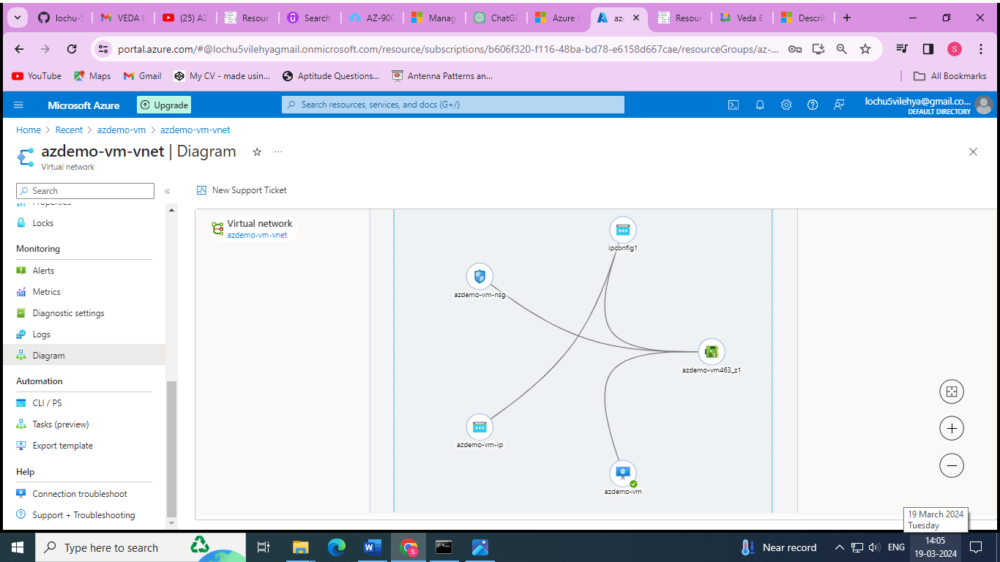 lochu-5
VEDA I
(25) AZ
Resour
Search
AZ-900
Manag
ChatGP
Azure
az
Resour
Veda E
Describ
portal.azure.com/#@lochu5vilehyagmail.onmicrosoft.com/resource/subscriptions/b606f320-f116-48ba-bd78-e6158d667cae/resourceGroups/az-...
S
YouTube
Maps
Gmail
My CV - made usin...
Aptitude Questions...
Antenna Patterns an...
All Bookmarks
Microsoft Azure
Upgrade
Search resources, services, and docs (G+/)
lochu5vilehya@gmail.co...
DEFAULT DIRECTORY
Home > Recent > azdemo-vm > azdemo-vm-vnet
azdemo-vm-vnet | Diagram
Virtual network
Search
«
New Support Ticket
Properties
Locks
Monitoring
Alerts
Metrics
Diagnostic settings
Logs
Diagram
Automation
CLI / PS
Tasks (preview)
Export template
Help
Connection troubleshoot
Support + Troubleshooting
Virtual network
azdemo-vm-vnet
ipconfig1
azdemo-vm-nsg
azdemo-vm463_z1
azdemo-vm-ip
azdemo-vm
19 March 2024
Tuesday
Type here to search
Near record
ENG
14:05
19-03-2024